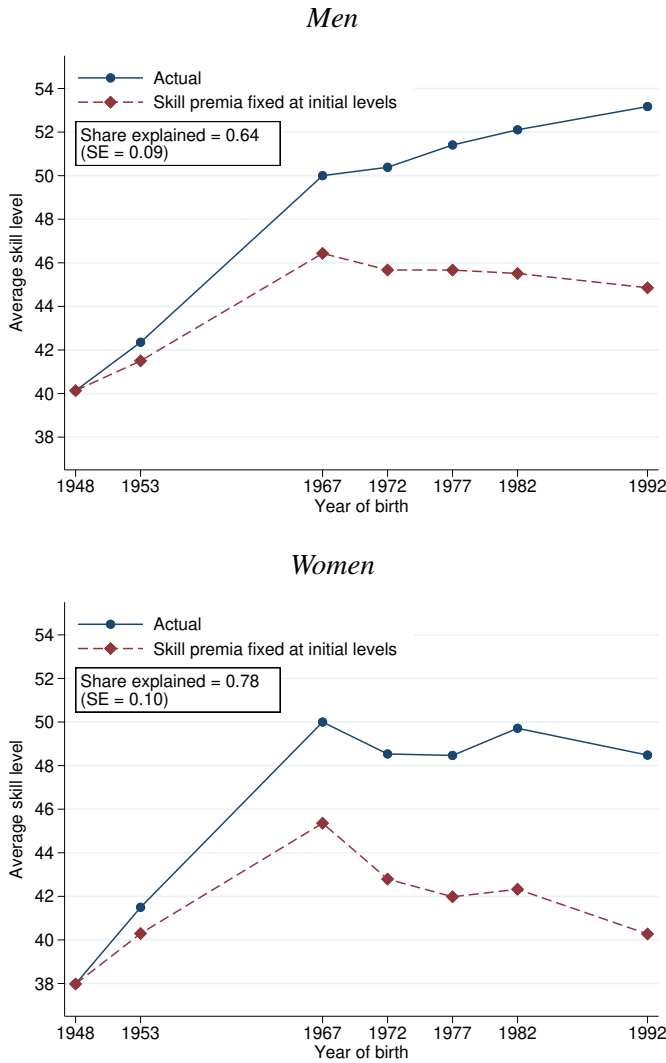 Men
Actual
Skill premia fixed at initial levels
Share explained = 0.64
(SE = 0.09)
54
52
50
48
46
44
42
40
38
Average skill level
1948 1953 1967 1972 1977 1982 1992
Year of birth
Women
Actual
Skill premia fixed at initial levels
Share explained = 0.78
(SE = 0.10)
54
52
50
48
46
44
42
40
38
Average skill level
1948 1953 1967 1972 1977 1982 1992
Year of birth